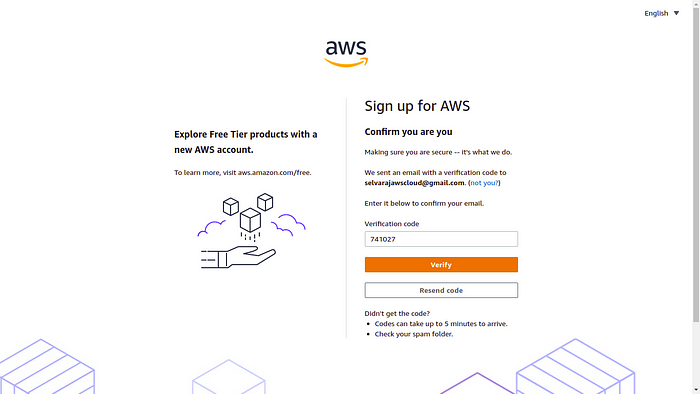 English
aws
Sign up for AWS
Explore Free Tier products with a
new AWS account.
To learn more, visit aws.amazon.com/free.
Confirm you are you
Making sure you are secure -- it's what we do.
We sent an email with a verification code to
selvarajawscloud@gmail.com. (not you?)
Enter it below to confirm your email.
Verification code
741027
Verify
Resend code
Didn't get the code?
• Codes can take up to 5 minutes to arrive.
• Check your spam folder.